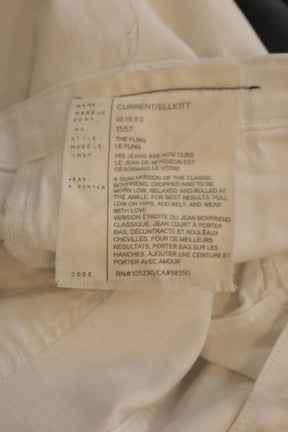 NAME/ CURRENT/ELLIOTT
MARQUE
DEPT. 10.15.9.5
NO. 1557
STYLE/ THE FLING
MODÈLE LE FLING
INSP.
HIS JEANS ARE NOW OURS
LE JEAN DE MONSIEUR EST
DÉSORMAIS LE VÔTRE
WEAR/ A SLIM VERSION OF THE CLASSIC
A PORTER BOYFRIEND, CROPPED AND TO BE
WORN LOW, RELAXED AND ROLLED AT
THE ANKLE. FOR BEST RESULTS, PULL
LOW ON HIPS, ADD BELT, AND WEAR
WITH LOVE
VERSION ÉTROITE DU JEAN BOYFRIEND
CLASSIQUE, JEAN COURT À PORTER
BAS, DÉCONTRACTÉ ET ROULÉ AUX
CHEVILLES. POUR DE MEILLEURS
RÉSULTATS, PORTER BAS SUR LES
HANCHES, AJOUTER UNE CEINTURE ET
PORTER AVEC AMOUR
CODE RN#105230/CA#58350